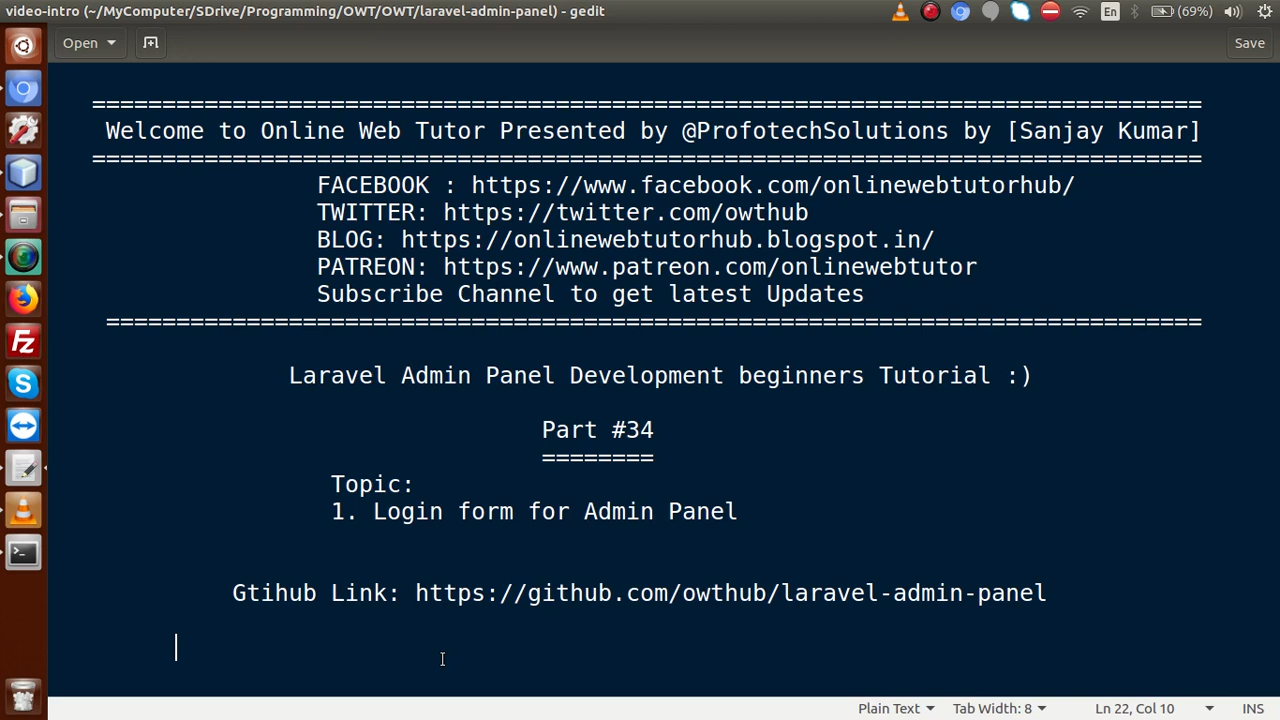 video-intro (~/MyComputer/SDrive/Programming/OWT/OWT/laravel-admin-panel) - gedit
En
(69%)
Open
Save
===============================================================================
Welcome to Online Web Tutor Presented by @ProfotechSolutions by [Sanjay Kumar]
===============================================================================
FACEBOOK : https://www.facebook.com/onlinewebtutorhub/
TWITTER: https://twitter.com/owthub
BLOG: https://onlinewebtutorhub.blogspot.in/
PATREON: https://www.patreon.com/onlinewebtutor
Subscribe Channel to get latest Updates
==============================================================================
Laravel Admin Panel Development beginners Tutorial :)
Part #34
========
Topic:
1. Login form for Admin Panel
Gtihub Link: https://github.com/owthub/laravel-admin-panel
Plain Text
Tab Width: 8
Ln 22, Col 10
INS